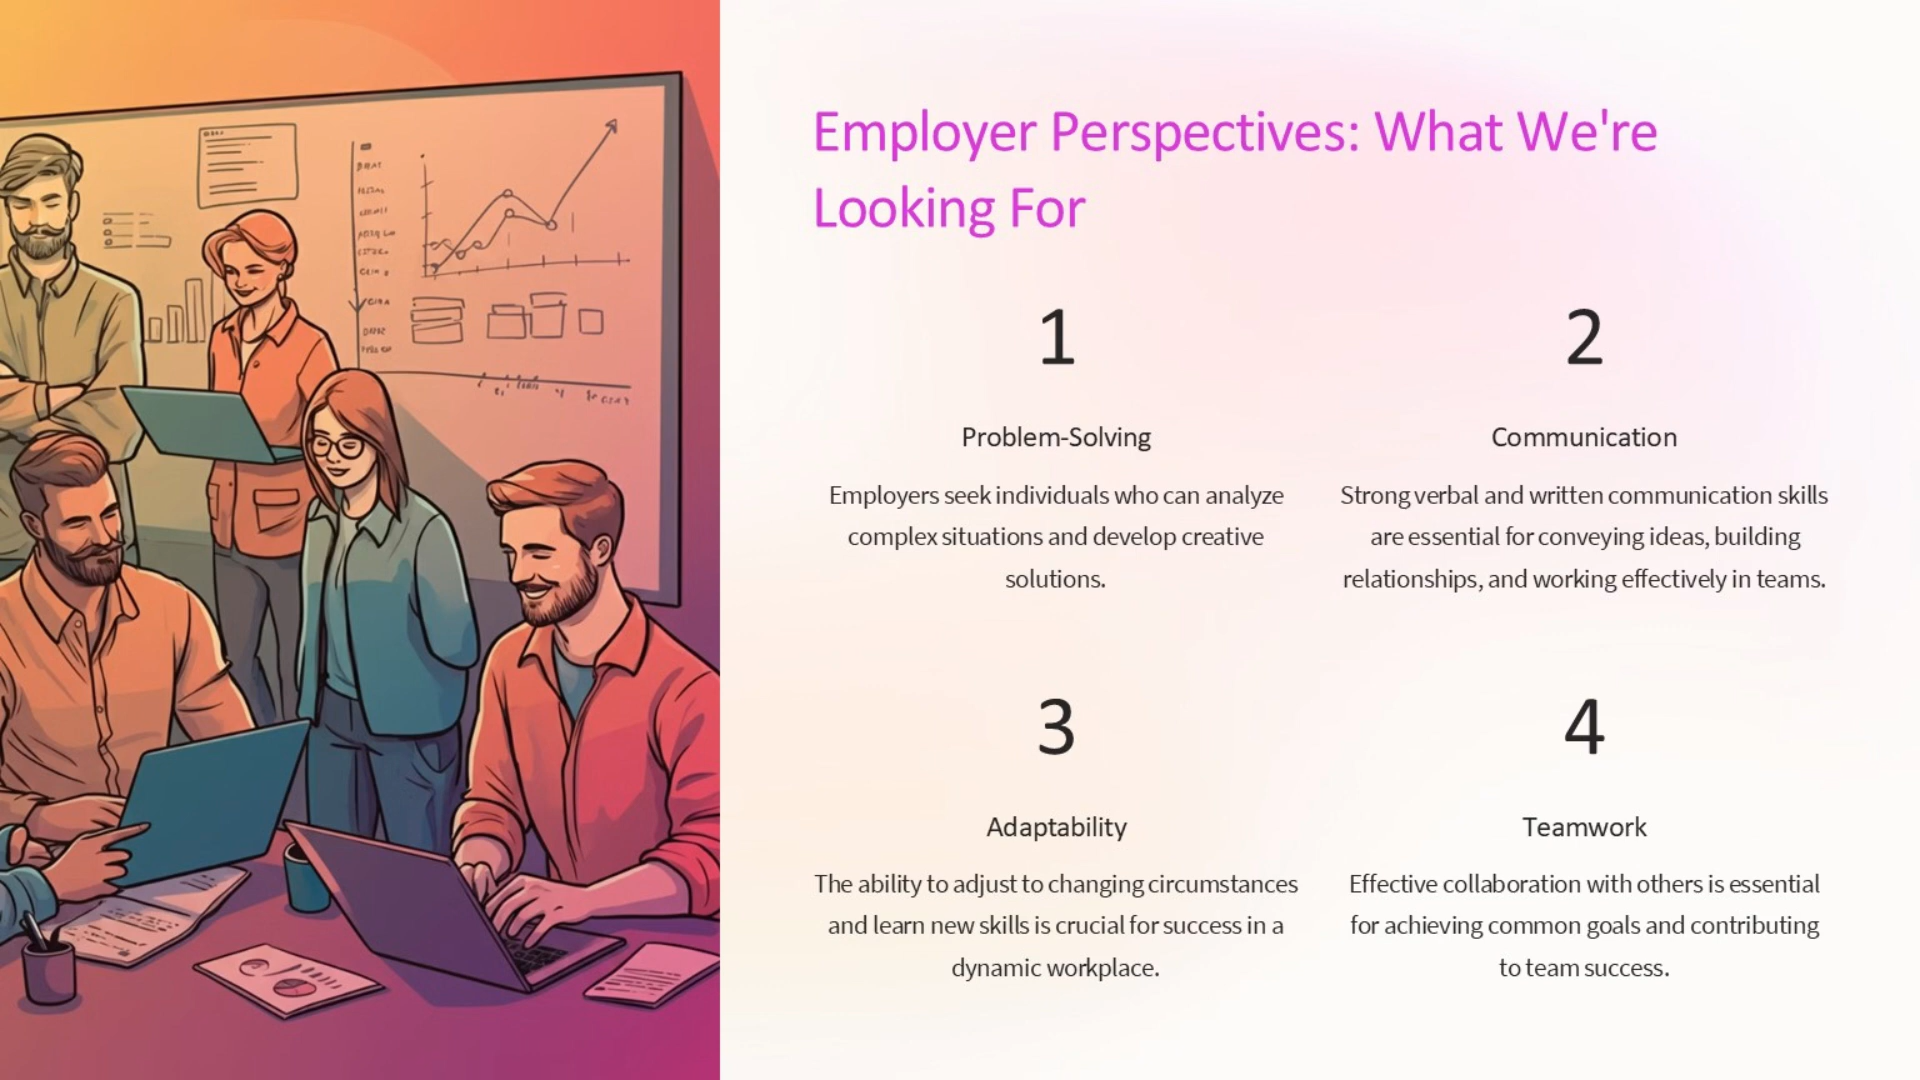 Employer Perspectives: What We're
Looking For
1
Problem-Solving
Employers seek individuals who can analyze
complex situations and develop creative
solutions.
2
Communication
Strong verbal and written communication skills
are essential for conveying ideas, building
relationships, and working effectively in teams.
3
Adaptability
The ability to adjust to changing circumstances
and learn new skills is crucial for success in a
dynamic workplace.
4
Teamwork
Effective collaboration with others is essential
for achieving common goals and contributing
to team success.